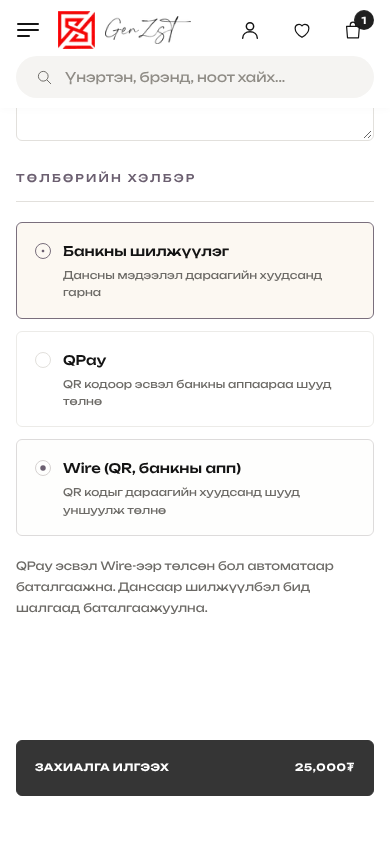 GenZst
1
Үнэртэн, брэнд, ноот хайх...
ТӨЛБӨРИЙН ХЭЛБЭР
Банкны шилжүүлэг
Дансны мэдээлэл дараагийн хуудсанд
гарна
QPay
QR кодоор эсвэл банкны аппаараа шууд
төлнө
Wire (QR, банкны апп)
QR кодыг дараагийн хуудсанд шууд
уншуулж төлнө
QPay эсвэл Wire-ээр төлсөн бол автоматаар
баталгаажна. Дансаар шилжүүлбэл бид
шалгаад баталгаажуулна.
ЗАХИАЛГА ИЛГЭЭХ 25,000₮